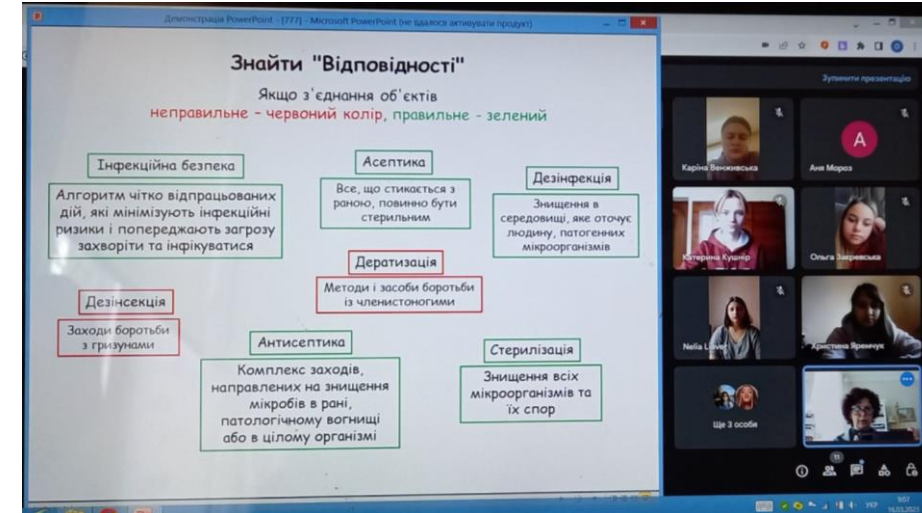 Демонстрація PowerPoint - [777] - Microsoft PowerPoint (не вдалося активувати продукт)
Знайти "Відповідності"
Якщо з'єднання об'єктів
неправильне – червоний колір, правильне - зелений
Інфекційна безпека
Алгоритм чітко відпрацьованих
дій, які мінімізують інфекційні
ризики і попереджають загрозу
захворіти та інфікуватися
Асептика
Все, що стикається з
раною, повинно бути
стерильним
Дезінфекція
Знищення в
середовищі, яке оточує
людину, патогенних
мікроорганізмів
Дератизація
Методи і засоби боротьби
із членистоногими
Дезінсекція
Заходи боротьби
з гризунами
Антисептика
Комплекс заходів,
направлених на знищення
мікробів в рані,
патологічному вогнищі
або в цілому організмі
Стерилізація
Знищення всіх
мікроорганізмів та
їх спор
Зупинити презентацію
Каріна Венживська
А
Аня Мороз
Катерина Кушнір
Ольга Закревська
Nelia
Христина Яремчук
Ще 3 особи
11
УКР
9:57